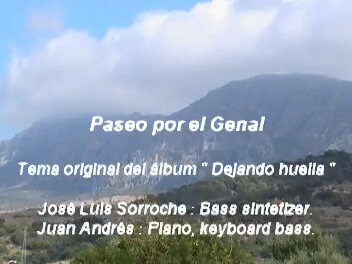 Paseo por el Genal
Tema original del álbum " Dejando huella "
José Luis Sorroche : Bass sintetizer.
Juan Andrés : Piano, keyboard bass.